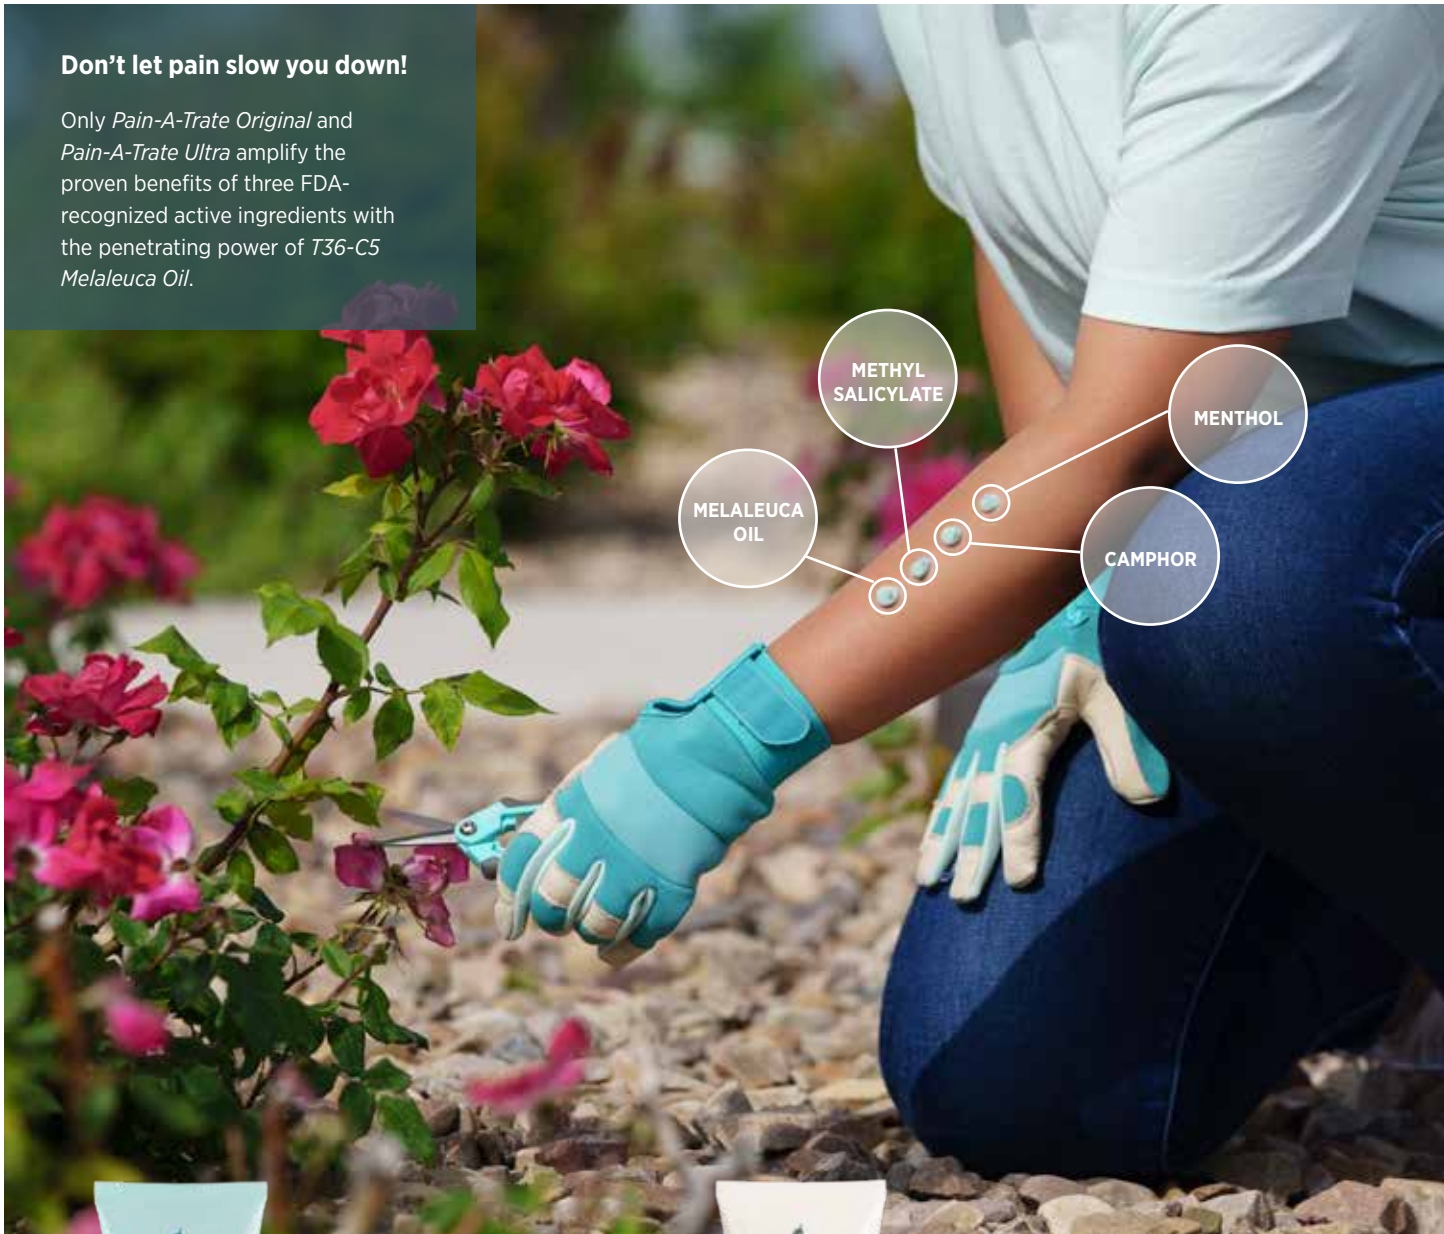 Don’t let pain slow you down!
Only Pain-A-Trate Original and
Pain-A-Trate Ultra amplify the
proven benefits of three FDA-
recognized active ingredients with
the penetrating power of T36-C5
Melaleuca Oil.
METHYL
SALICYLATE
MENTHOL
MELALEUCA
OIL
CAMPHOR